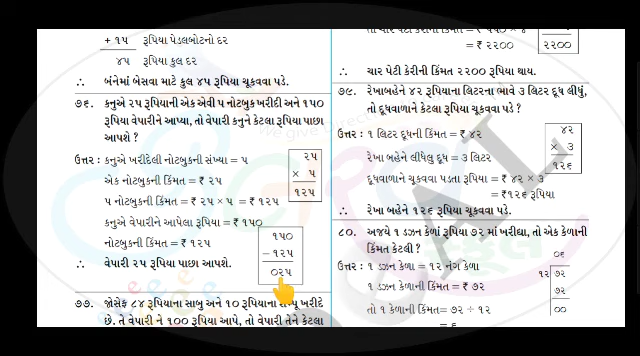 + ૧૫ રૂપિયા પેડલબોટનો દર
૪૫ રૂપિયા કુલ દર
∴ બંનેમાં બેસવા માટે કુલ ૪૫ રૂપિયા ચૂકવવા પડે.
૭૬. કનુએ ૨૫ રૂપિયાની એક એવી ૫ નોટબુક ખરીદી અને ૧૫૦
રૂપિયા વેપારીને આપ્યા, તો વેપારી કનુને કેટલા રૂપિયા પાછા
આપશે ?
ઉત્તર : કનુએ ખરીદેલી નોટબુકની સંખ્યા = ૫
એક નોટબુકની કિંમત = ₹ ૨૫
૫ નોટબુકની કિંમત = ₹ ૨૫ × ૫ = ₹ ૧૨૫
૨૫
× ૫
૧૨૫
કનુએ વેપારીને આપેલા રૂપિયા = ₹ ૧૫૦
નોટબુકની કિંમત = ₹ ૧૨૫
∴ વેપારી ૨૫ રૂપિયા પાછા આપશે.
૧૫૦
− ૧૨૫
૦૨૫
૭૭. જોસેફ ૮૪ રૂપિયાના સાબુ અને ૧૦ રૂપિયાના શેમ્પૂ ખરીદે
છે. તે વેપારી ને ૧૦૦ રૂપિયા આપે, તો વેપારી તેને કેટલા
= ₹ ૨૨૦૦
૨૨૦૦
∴ ચાર પેટી કેરીની કિંમત ૨૨૦૦ રૂપિયા થાય.
૭૯. રેખાબહેને ૪૨ રૂપિયાના લિટરના ભાવે ૩ લિટર દૂધ લીધું,
તો દૂધવાળાને કેટલા રૂપિયા ચૂકવવા પડે ?
ઉત્તર : ૧ લિટર દૂધની કિંમત = ₹ ૪૨
રેખા બહેને લીધેલુ દૂધ = ૩ લિટર
દૂધવાળાને ચૂકવવા પડતા રૂપિયા = ₹ ૪૨ × ૩
= ₹૧૨૬ રૂપિયા
૪૨
× ૩
૧૨૬
∴ રેખા બહેને ૧૨૬ રૂપિયા ચૂકવવા પડે.
૮૦. અજયે ૧ ડઝન કેળાં રૂપિયા ૭૨ માં ખરીદા, તો એક કેળાની
કિંમત કેટલી ?
ઉત્તર : ૧ ડઝન કેળા = ૧૨ નંગ કેળા
૧ ડઝન કેળાની કિંમત = ₹ ૭૨
તો ૧ કેળાની કિંમત= ૭૨ ÷ ૧૨
= ૬
૦૬
૧૨ ૭૨
૭૨
૦૦